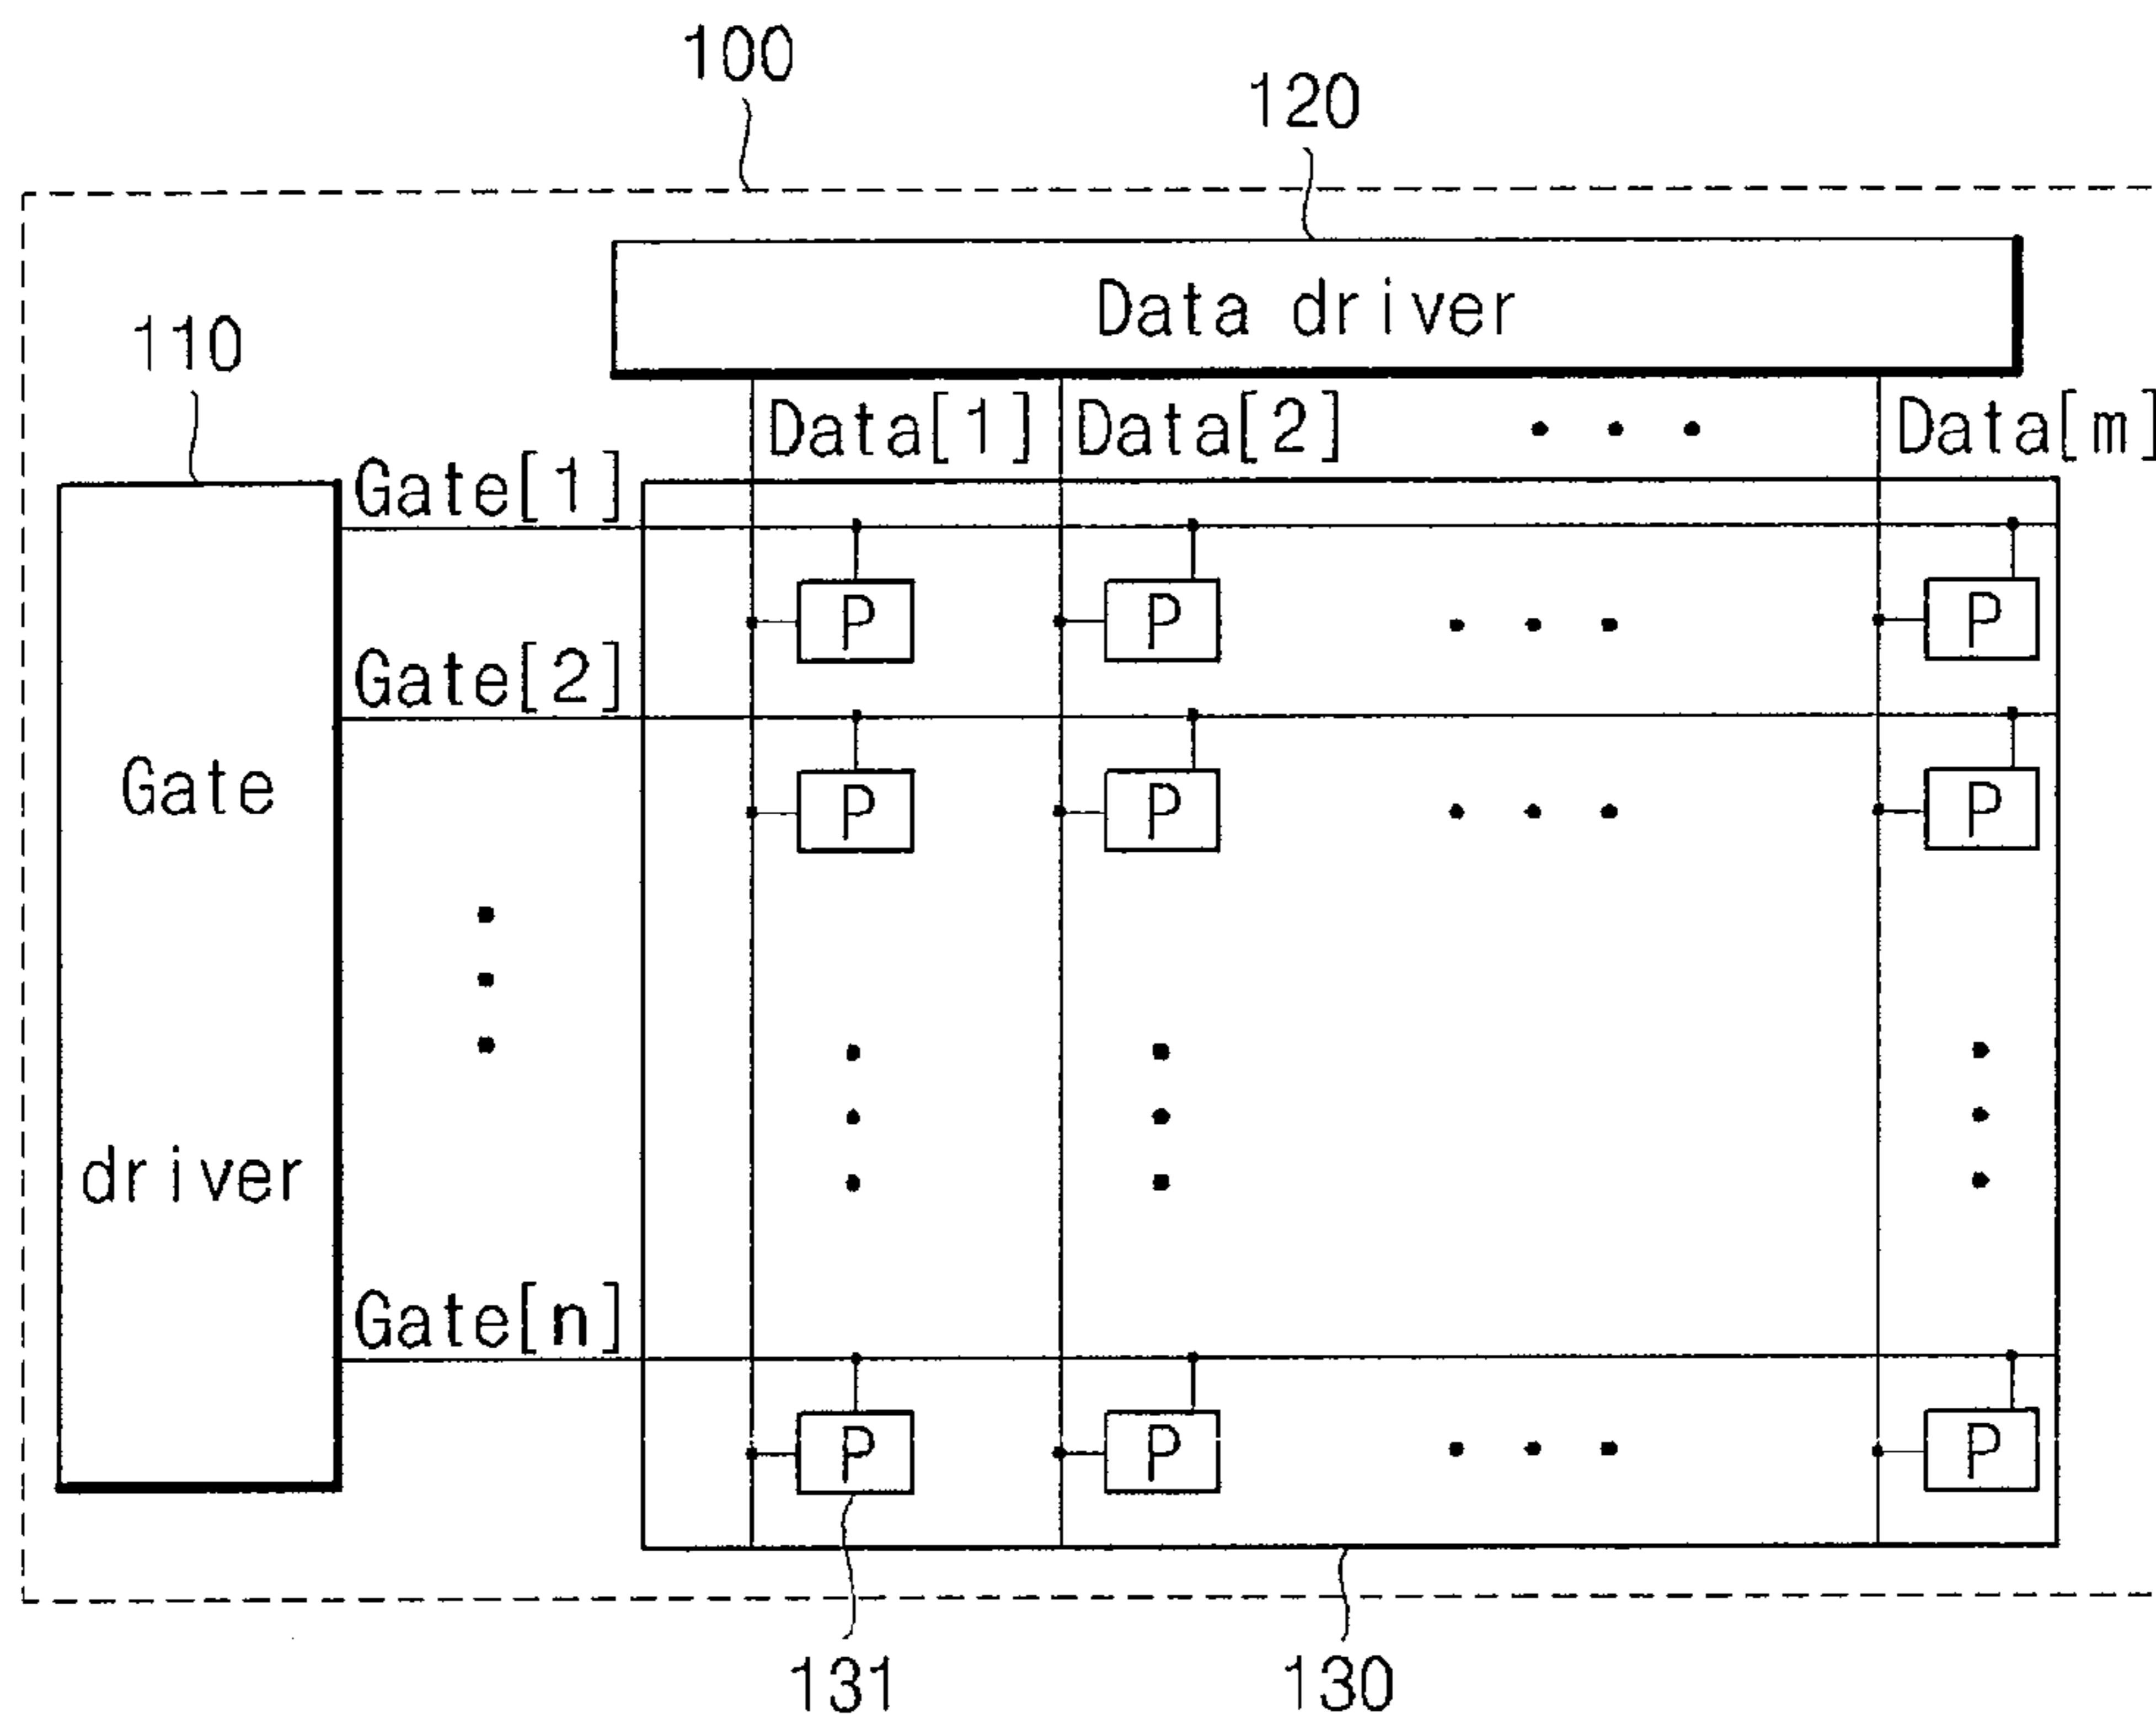 100
120
Data driver
110
Data[1] Data[2] Data[m]
Gate[1]
P P P
Gate[2]
P P P
Gate
driver
Gate[n]
P P P
131 130